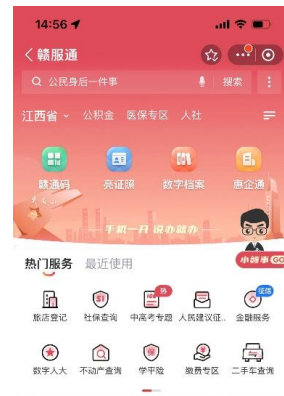 14:56
赣服通
公民身后一件事
搜索
江西省 公积金 医保专区 人社
赣通码 亮证照 数字档案 惠企通
手机一开 说办就办
热门服务 最近使用
小赣事 GO
热
征信
旅店登记 社保查询 中高考专题 人民建议征.. 金融服务
数字人大 不动产查询 学平险 缴费专区 二手车查询